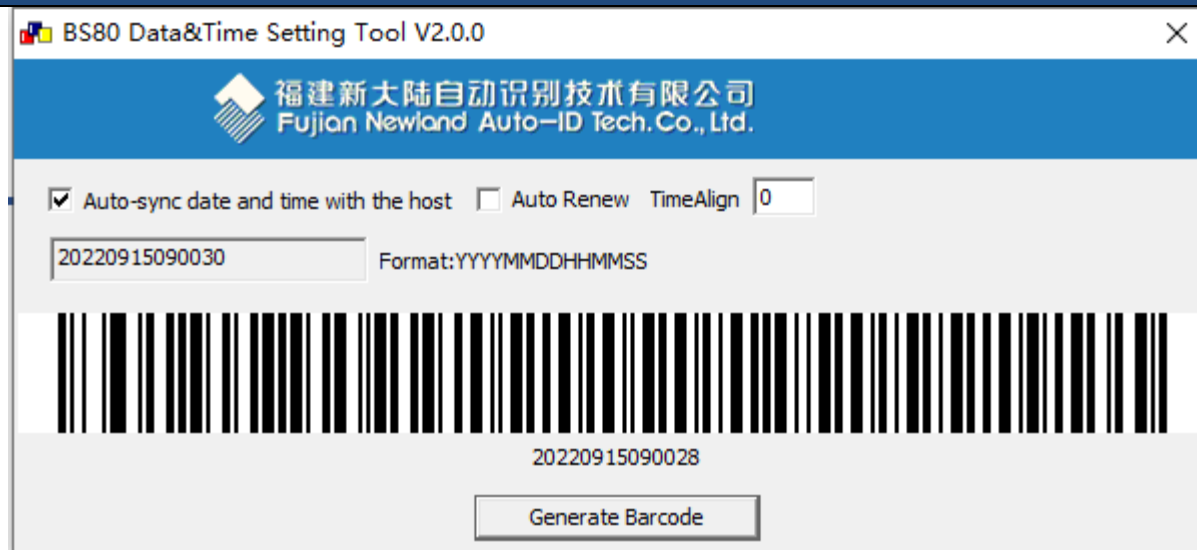 BS80 Data&Time Setting Tool V2.0.0
福建新大陆自动识别技术有限公司
Fujian Newland Auto-ID Tech.Co.,Ltd.
Auto-sync date and time with the host Auto Renew TimeAlign 0
20220915090030 Format:YYYYMMDDHHMMSS
20220915090028
Generate Barcode